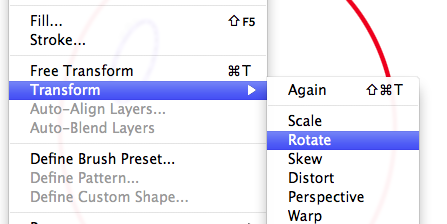 Fill... ⇧F5
Stroke...
Free Transform ⌘T
Transform ▶
Auto-Align Layers...
Auto-Blend Layers
Define Brush Preset...
Define Pattern...
Define Custom Shape...
Again ⇧⌘T
Scale
Rotate
Skew
Distort
Perspective
Warp